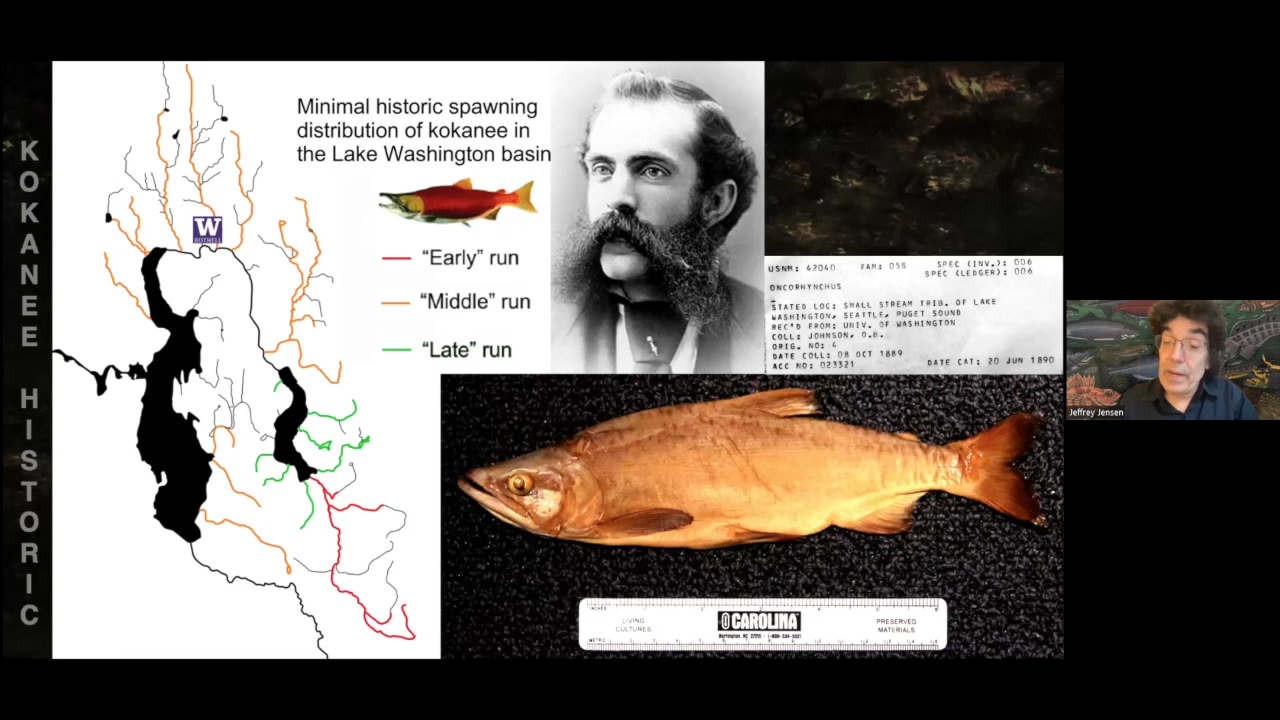 KOKANEE HISTORIC
Minimal historic spawning
distribution of kokanee in
the Lake Washington basin
W
BOTHELL
“Early” run
“Middle” run
“Late” run
USNM: 42040 FAM: 058 SPEC (INV.): 006
SPEC (LEDGER): 006
ONCORHYNCHUS
STATED LOC: SMALL STREAM TRIB. OF LAKE
WASHINGTON, SEATTLE, PUGET SOUND
REC'D FROM: UNIV. OF WASHINGTON
COLL: JOHNSON, O.B.
ORIG. NO: 4
DATE COLL: 08 OCT 1889 DATE CAT: 20 JUN 1890
ACC NO: 023321
INCHES
LIVING
CULTURES
CAROLINA
PRESERVED
MATERIALS
METRIC
Jeffrey Jensen